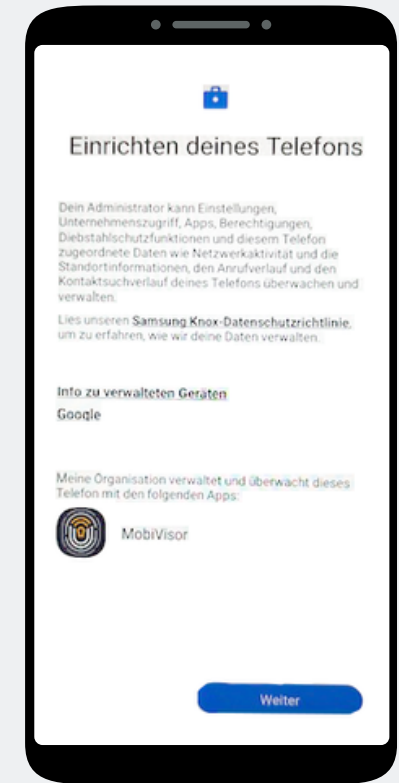 Einrichten deines Telefons
Dein Administrator kann Einstellungen,
Unternehmenszugriff, Apps, Berechtigungen,
Diebstahlschutzfunktionen und diesem Telefon
zugeordnete Daten wie Netzwerkaktivität und die
Standortinformationen, den Anrufverlauf und den
Kontaktsuchverlauf deines Telefons überwachen und
verwalten.
Lies unseren Samsung Knox-Datenschutzrichtlinie,
um zu erfahren, wie wir deine Daten verwalten.
Info zu verwalteten Geräten
Google
Meine Organisation verwaltet und überwacht dieses
Telefon mit den folgenden Apps:
MobiVisor
Weiter